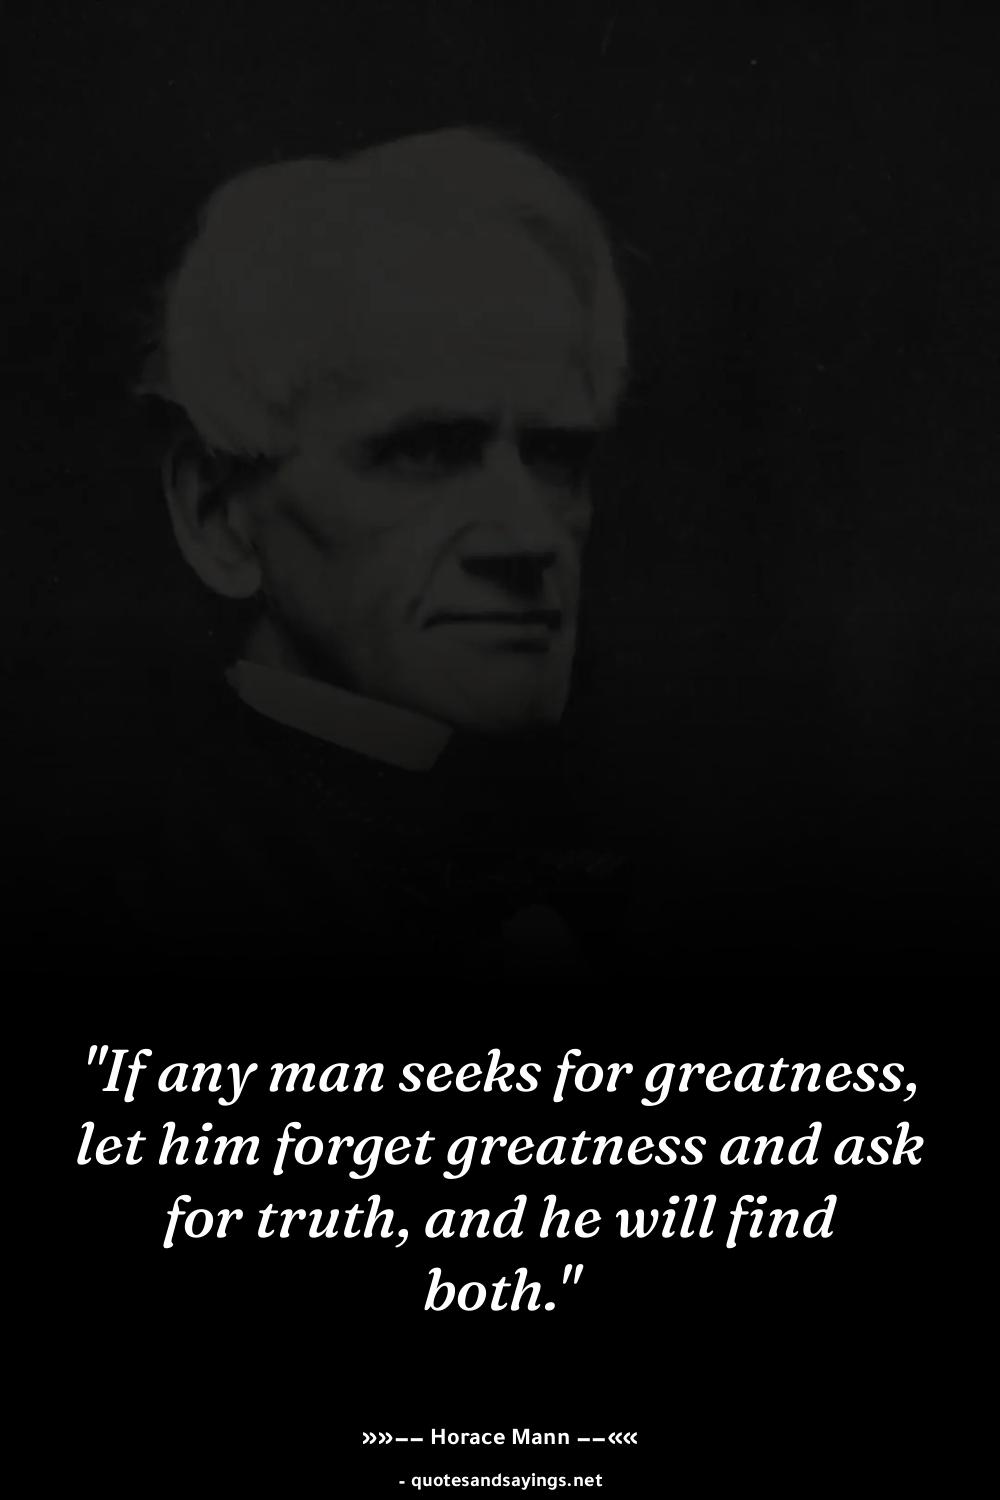 "If any man seeks for greatness,
let him forget greatness and ask
for truth, and he will find
both."
»»−− Horace Mann −−««
- quotesandsayings.net